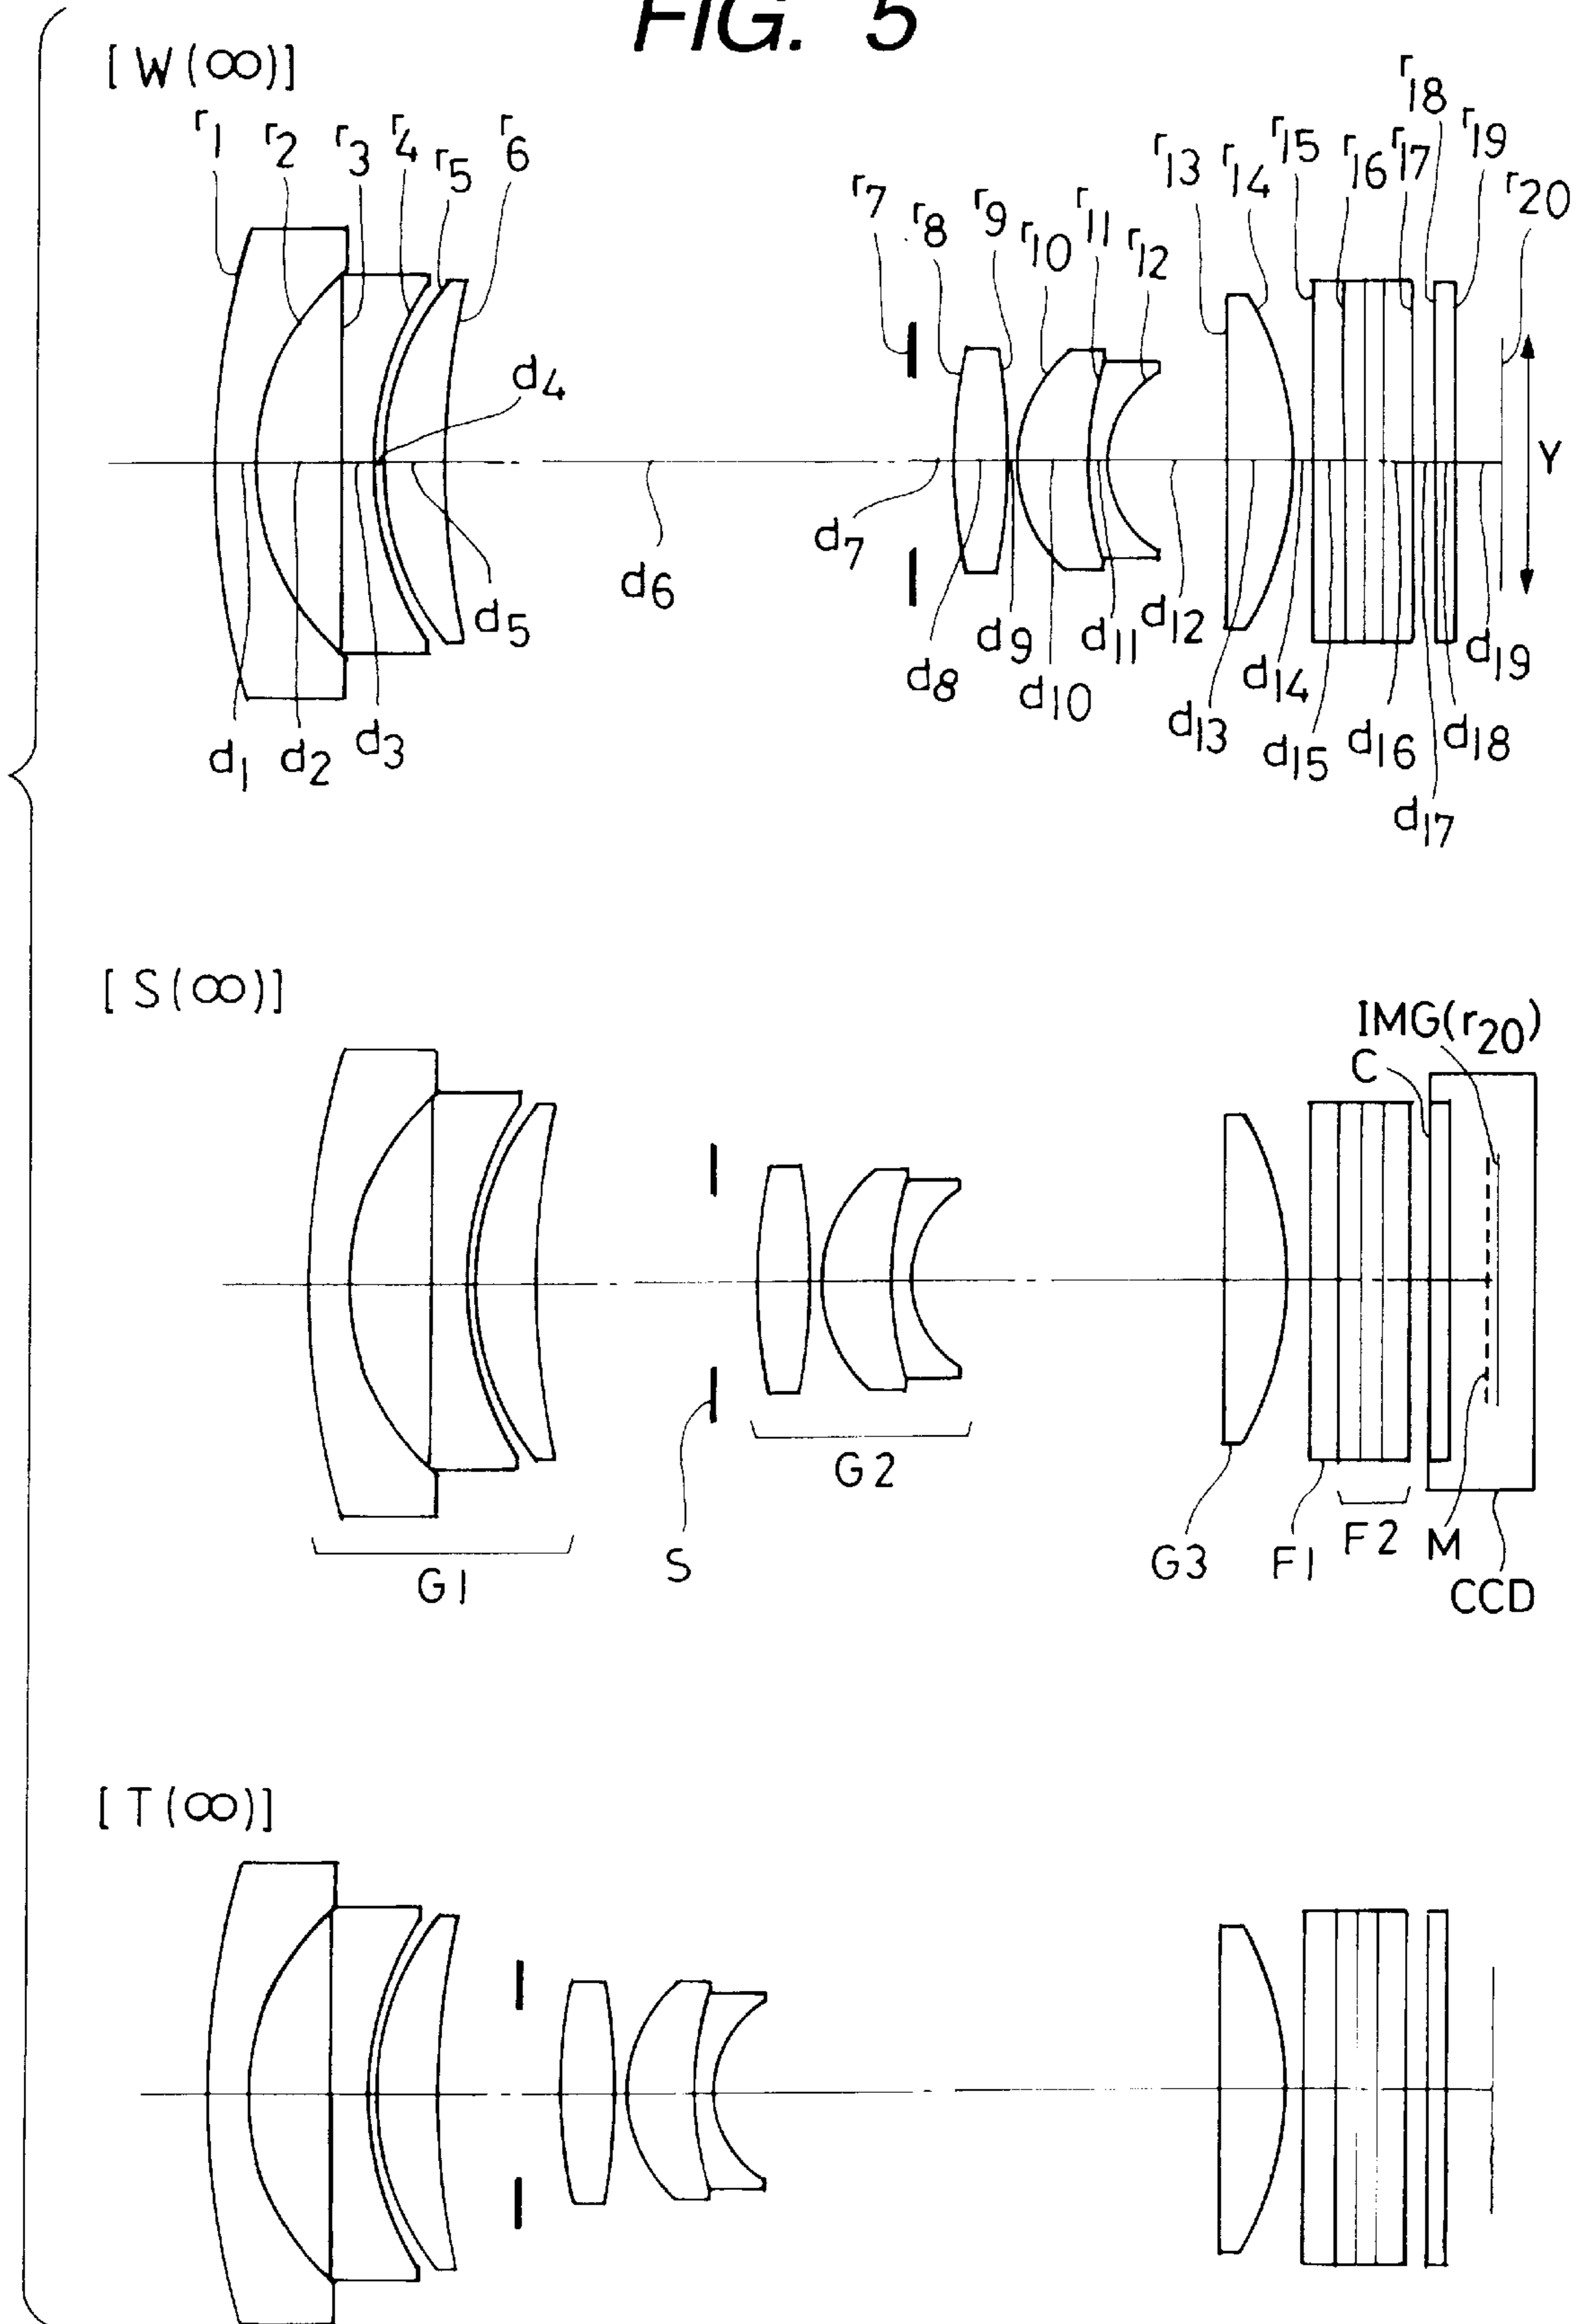 FIG. 5
[W(∞)]
r1 r2 r3 r4 r5 r6 r7 r8 r9 r10 r11 r12 r13 r14 r15 r16 r17 r18 r19 r20
d4
Y
d1 d2 d3 d5 d6 d7 d8 d9 d10 d11 d12 d13 d14 d15 d16 d17 d18 d19
[S(∞)]
IMG(r20)
C
G1 S G2 G3 F1 F2 M CCD
[T(∞)]